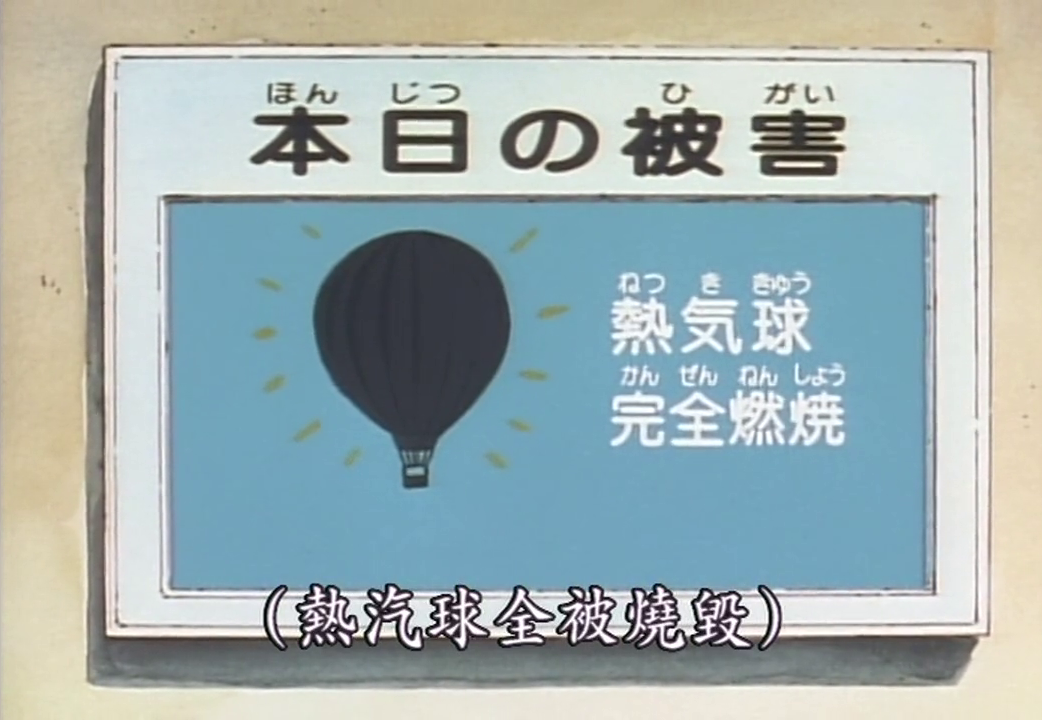 ほん じつ ひ がい
本日の被害
ねつ き きゅう
熱気球
かん ぜん ねん しょう
完全燃焼
(熱汽球全被燒毀)